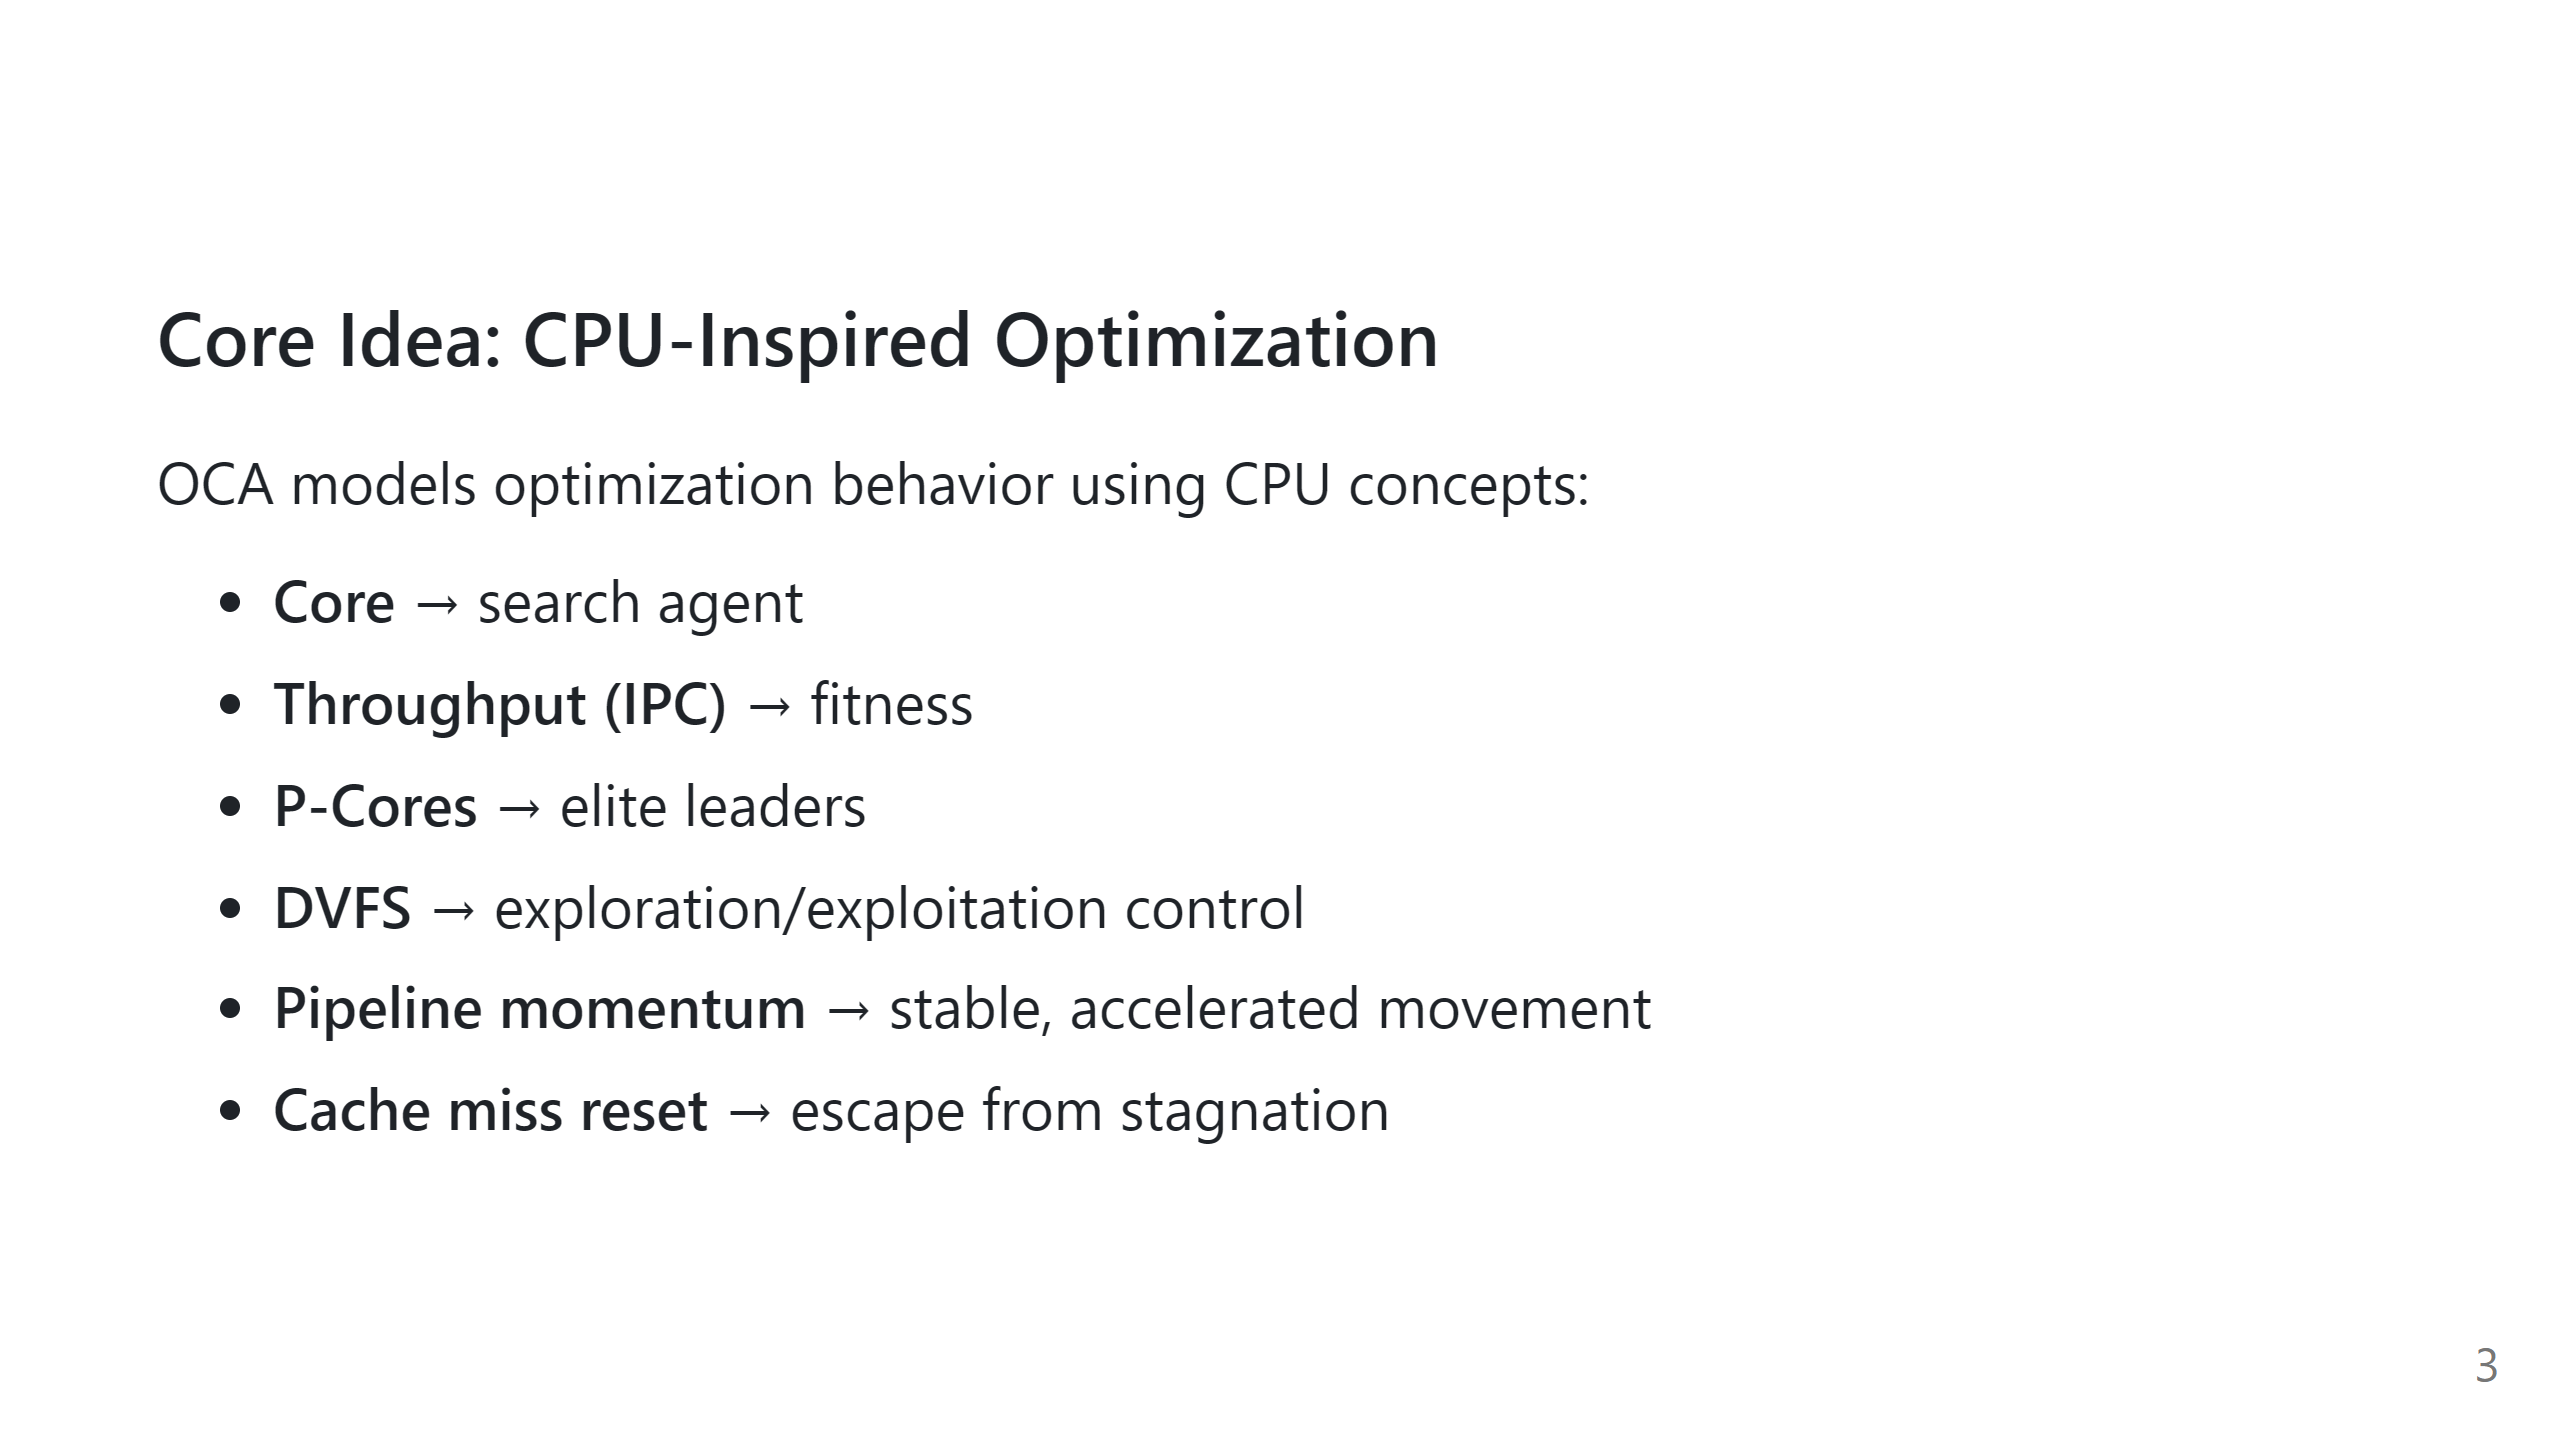 Core Idea: CPU-Inspired Optimization
OCA models optimization behavior using CPU concepts:
• Core → search agent
• Throughput (IPC) → fitness
• P-Cores → elite leaders
• DVFS → exploration/exploitation control
• Pipeline momentum → stable, accelerated movement
• Cache miss reset → escape from stagnation
3